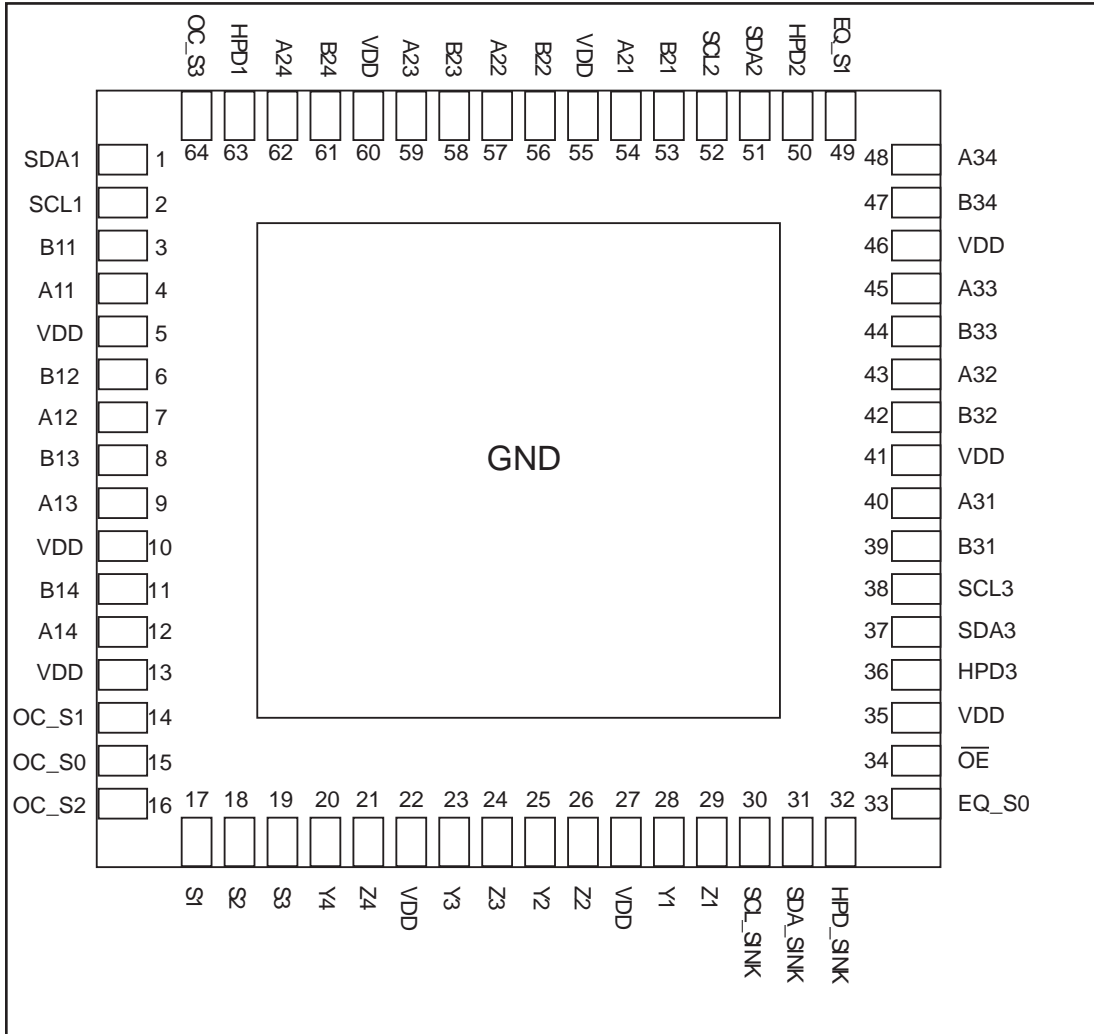 OC_S3 HPD1 A24 B24 VDD A23 B23 A22 B22 VDD A21 B21 SCL2 SDA2 HPD2 EQ_S1
64 63 62 61 60 59 58 57 56 55 54 53 52 51 50 49
SDA1 1 48 A34
SCL1 2 47 B34
B11 3 46 VDD
A11 4 45 A33
VDD 5 44 B33
B12 6 43 A32
A12 7 42 B32
B13 8 GND 41 VDD
A13 9 40 A31
VDD 10 39 B31
B14 11 38 SCL3
A14 12 37 SDA3
VDD 13 36 HPD3
OC_S1 14 35 VDD
OC_S0 15 34 O̅E̅
OC_S2 16 33 EQ_S0
17 18 19 20 21 22 23 24 25 26 27 28 29 30 31 32
S1 S2 S3 Y4 Z4 VDD Y3 Z3 Y2 Z2 VDD Y1 Z1 SCL_SINK SDA_SINK HPD_SINK